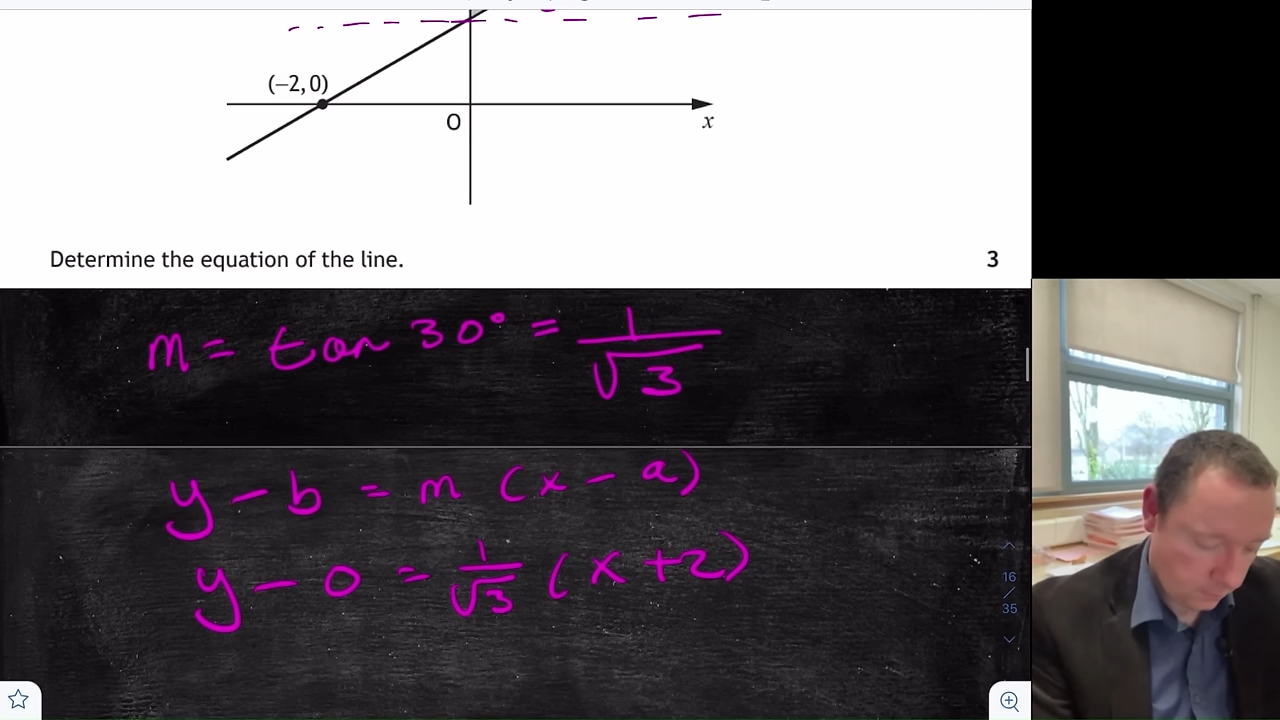 (−2, 0)
O
x
Determine the equation of the line. 3
m = tan 30° = 1/√3
y − b = m (x − a)
y − 0 = 1/√3 (x + 2)
16
/
35